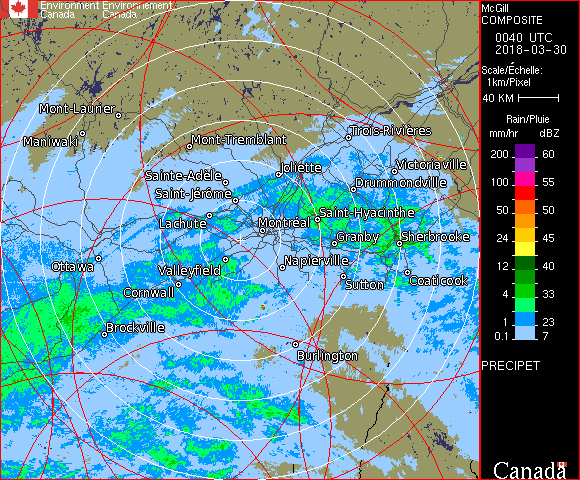 Environment Environnement
Canada Canada
McGill
COMPOSITE
0040 UTC
2018-03-30
Scale/Échelle:
1km/Pixel
40 KM
Rain/Pluie
mm/hr dBZ
200 60
100 55
50 50
24 45
12 40
4 33
1 23
0.1 7
PRECIPET
Canada
Mont-Laurier
Maniwaki
Mont-Tremblant
Trois-Rivières
Joliette
Victoriaville
Sainte-Adèle
Saint-Jérôme
Drummondville
Lachute
Montréal
Saint-Hyacinthe
Granby
Sherbrooke
Ottawa
Valleyfield
Napierville
Cornwall
Sutton
Coaticook
Brockville
Burlington